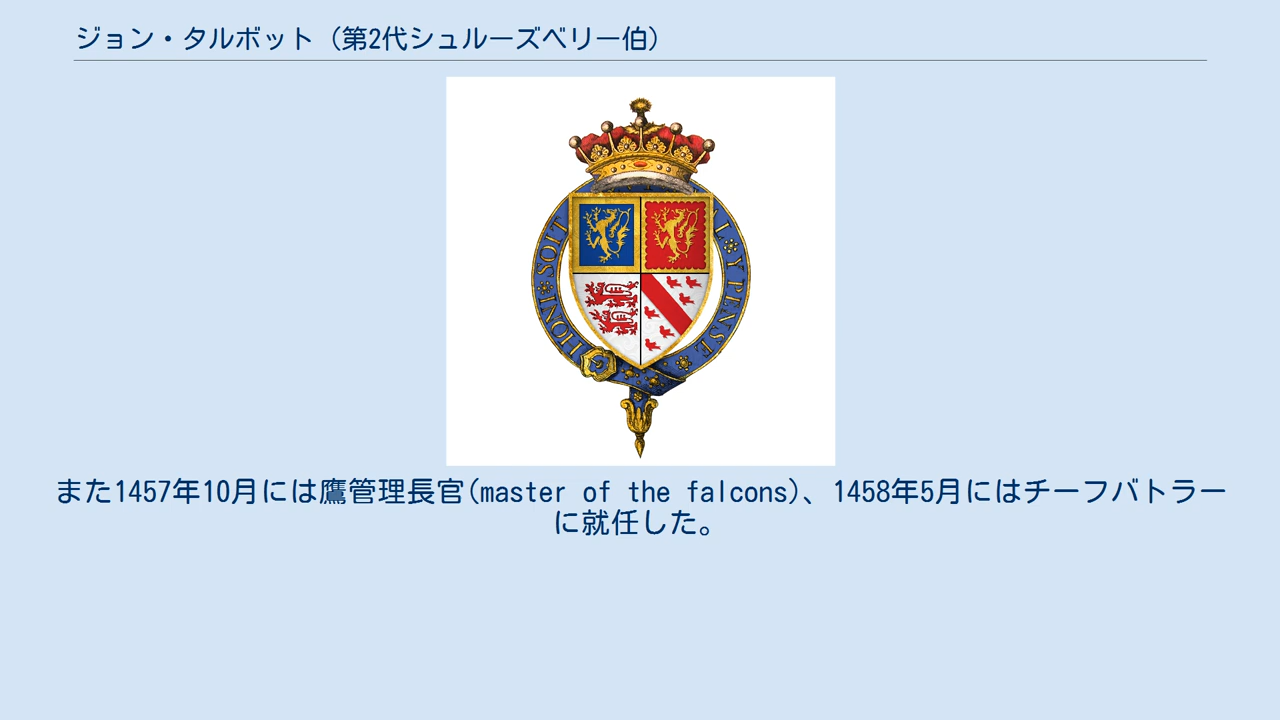 ジョン・タルボット (第2代シュルーズベリー伯)
HONI SOIT
L Y PENSE
また1457年10月には鷹管理長官(master of the falcons)、1458年5月にはチーフバトラー
に就任した。